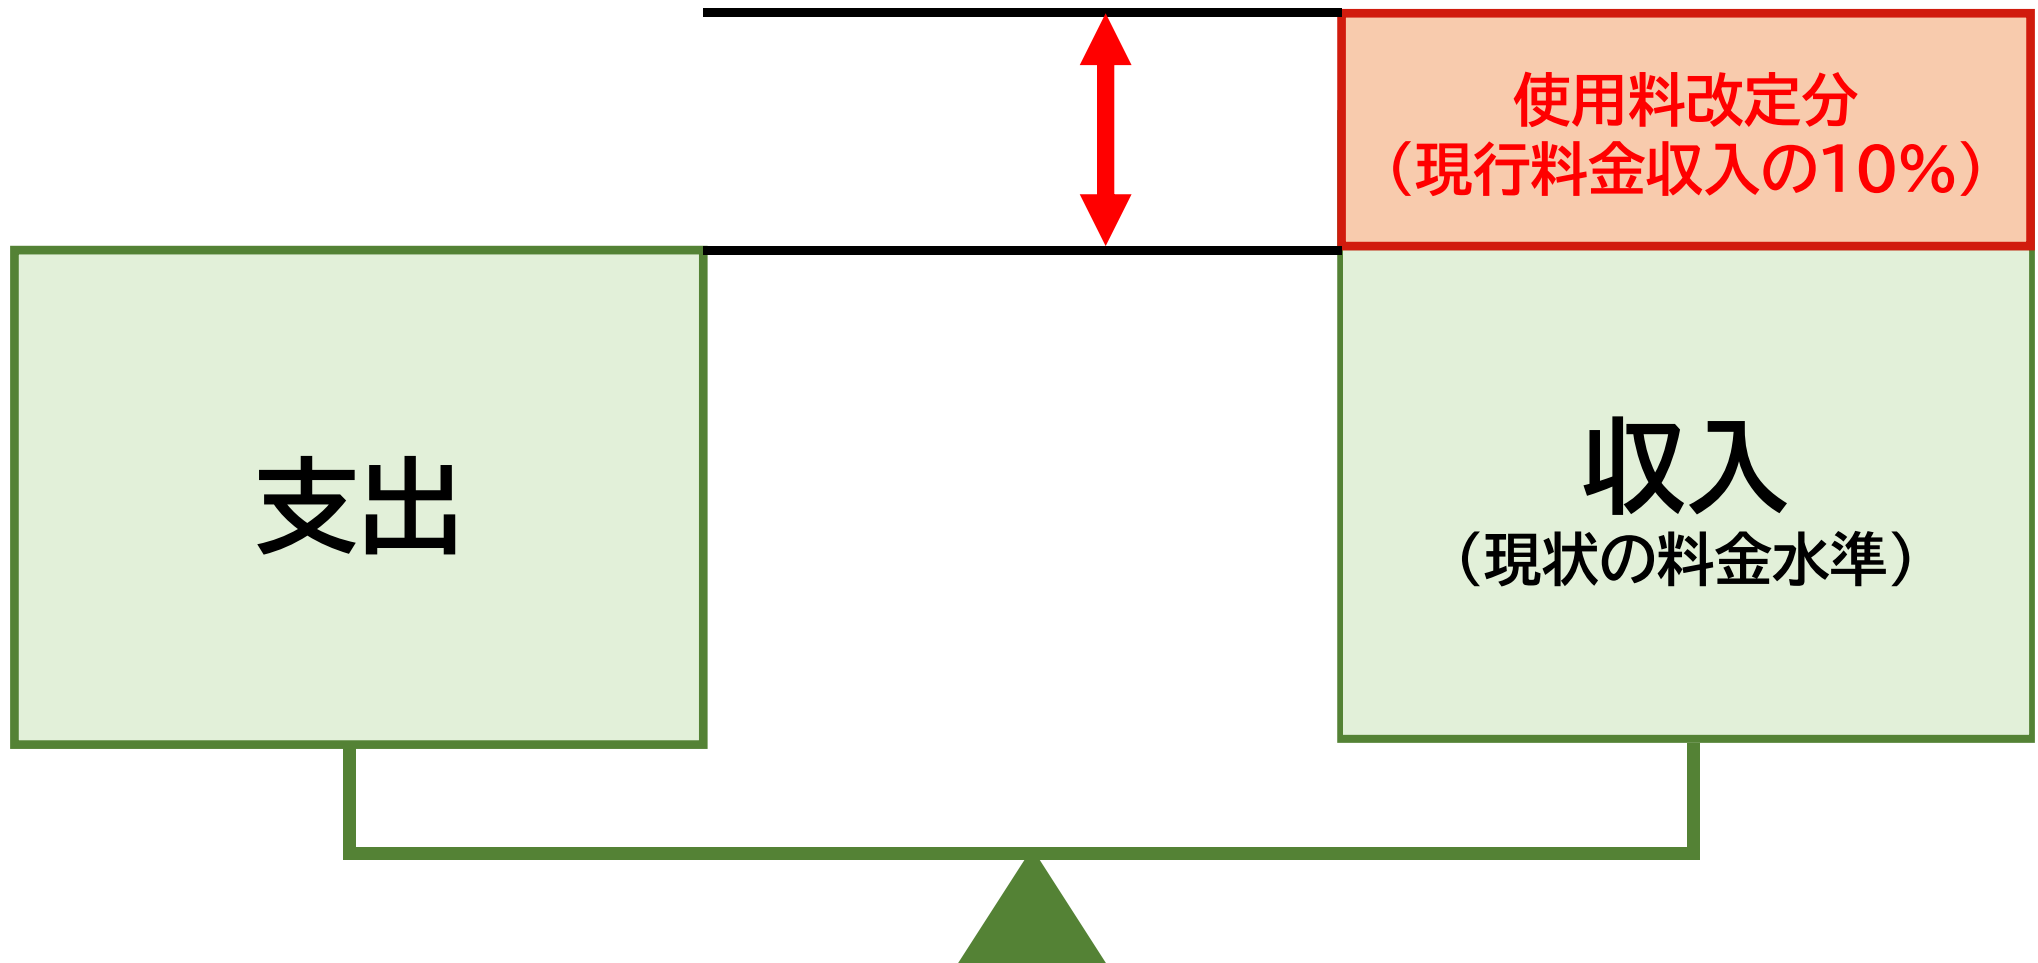 使用料改定分
（現行料金収入の10%）
支出
収入
（現状の料金水準）